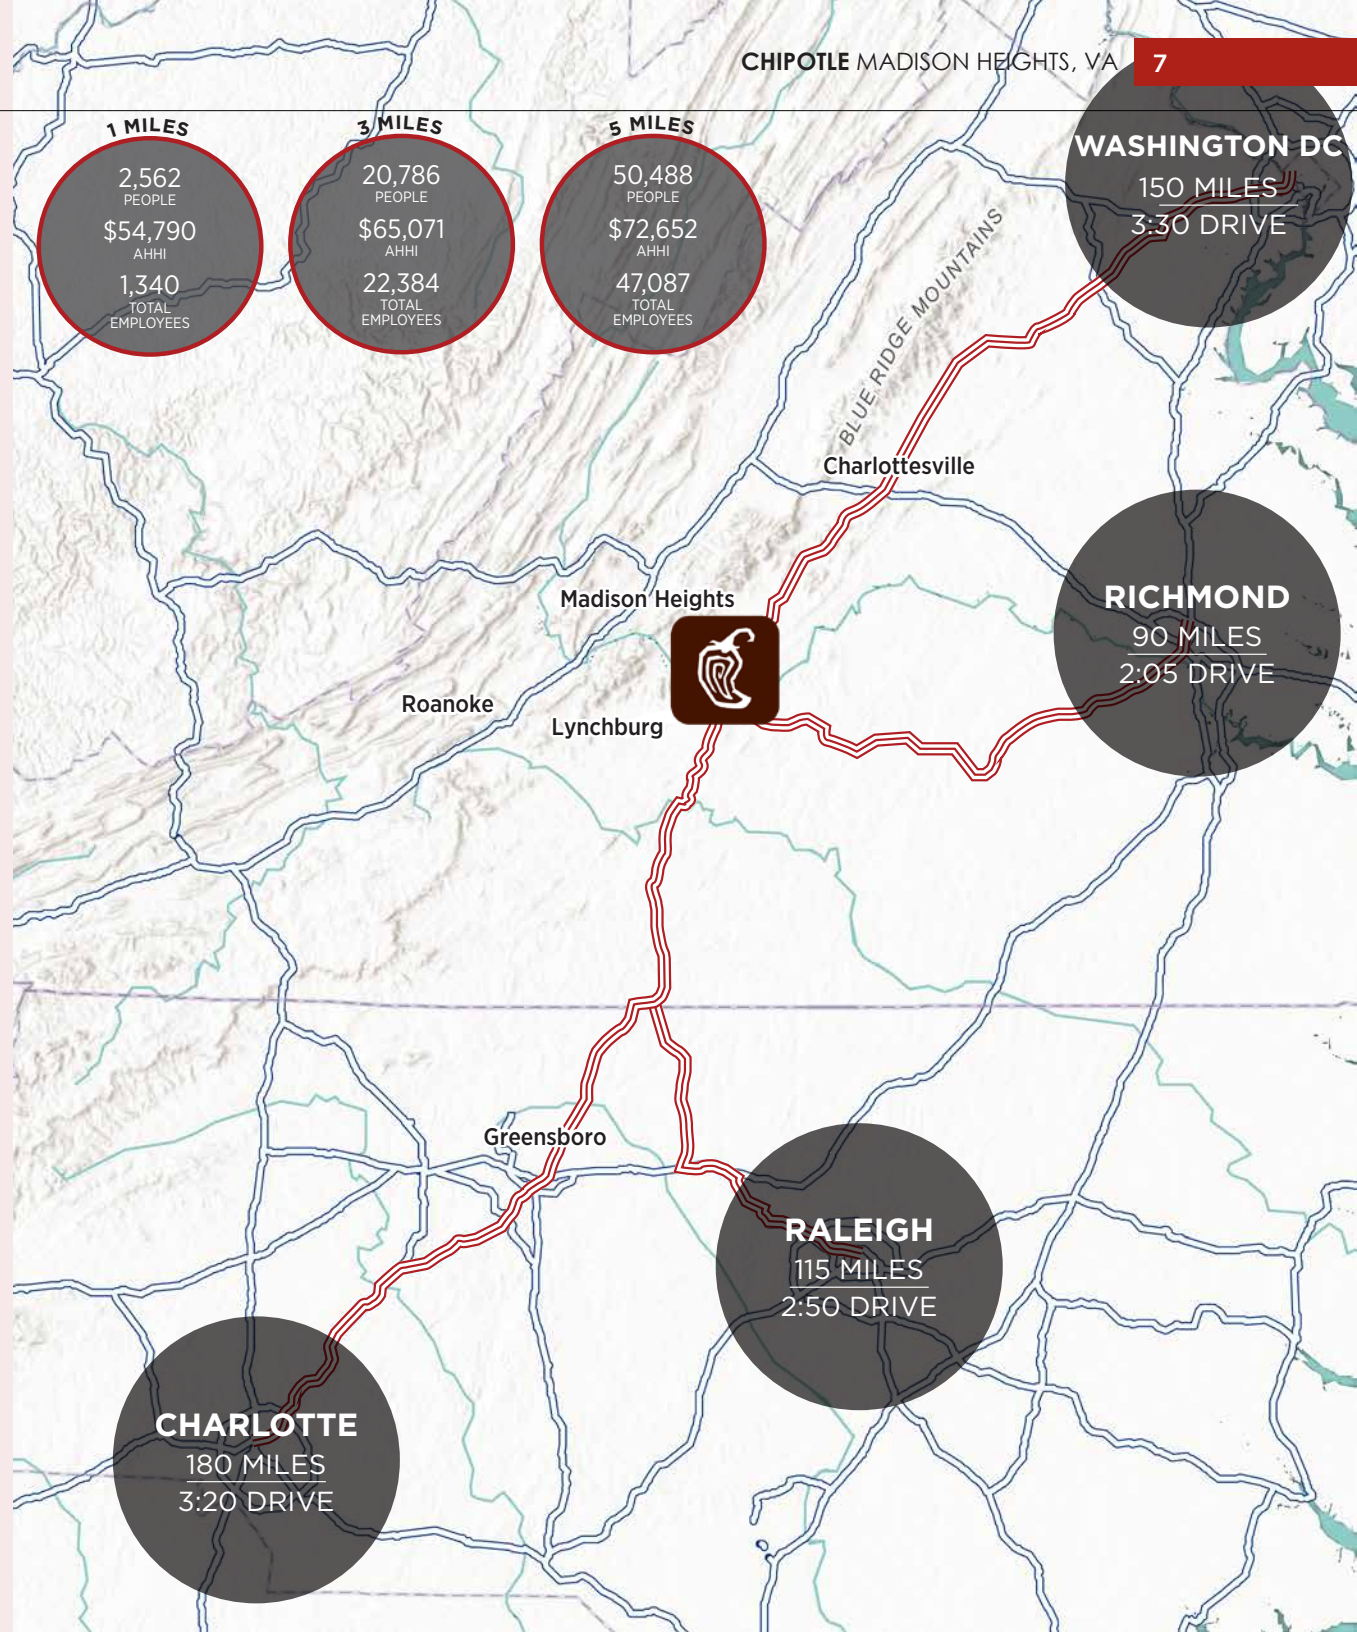 CHIPOTLE MADISON HEIGHTS, VA 7
1 MILES
2,562
PEOPLE
$54,790
AHHI
1,340
TOTAL
EMPLOYEES
3 MILES
20,786
PEOPLE
$65,071
AHHI
22,384
TOTAL
EMPLOYEES
5 MILES
50,488
PEOPLE
$72,652
AHHI
47,087
TOTAL
EMPLOYEES
WASHINGTON DC
150 MILES
3:30 DRIVE
BLUE RIDGE MOUNTAINS
Charlottesville
RICHMOND
90 MILES
2:05 DRIVE
Madison Heights
Roanoke
Lynchburg
Greensboro
RALEIGH
115 MILES
2:50 DRIVE
CHARLOTTE
180 MILES
3:20 DRIVE